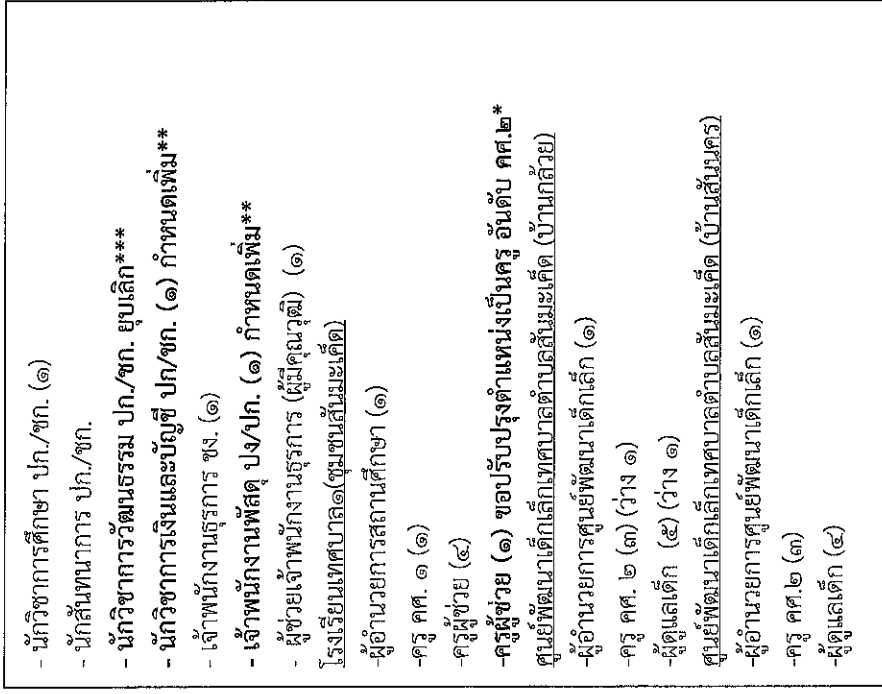 - นักวิชาการศึกษา ปก./ชก. (๑)
- นักสันทนาการ ปก./ชก.
- นักวิชาการวัฒนธรรม ปก./ชก. ยุบเลิก***
- นักวิชาการเงินและบัญชี ปก/ชก. (๑) กำหนดเพิ่ม**
- เจ้าพนักงานธุรการ ชง. (๑)
- เจ้าพนักงานพัสดุ ปง/ปก. (๑) กำหนดเพิ่ม**
- ผู้ช่วยเจ้าพนักงานธุรการ (ผู้มีคุณวุฒิ) (๑)
โรงเรียนเทศบาล๑(ชุมชนสันมะเค็ด)
-ผู้อำนวยการสถานศึกษา (๑)
-ครู คศ. ๑ (๑)
-ครูผู้ช่วย (๔)
-ครูผู้ช่วย (๑) ขอปรับปรุงตำแหน่งเป็นครู อันดับ คศ.๒*
ศูนย์พัฒนาเด็กเล็กเทศบาลตำบลสันมะเค็ด (บ้านกล้วย)
-ผู้อำนวยการศูนย์พัฒนาเด็กเล็ก (๑)
-ครู คศ. ๒ (๓) (ว่าง ๑)
-ผู้ดูแลเด็ก (๕) (ว่าง ๑)
ศูนย์พัฒนาเด็กเล็กเทศบาลตำบลสันมะเค็ด (บ้านสันนคร)
-ผู้อำนวยการศูนย์พัฒนาเด็กเล็ก (๑)
-ครู คศ.๒ (๓)
-ผู้ดูแลเด็ก (๔)